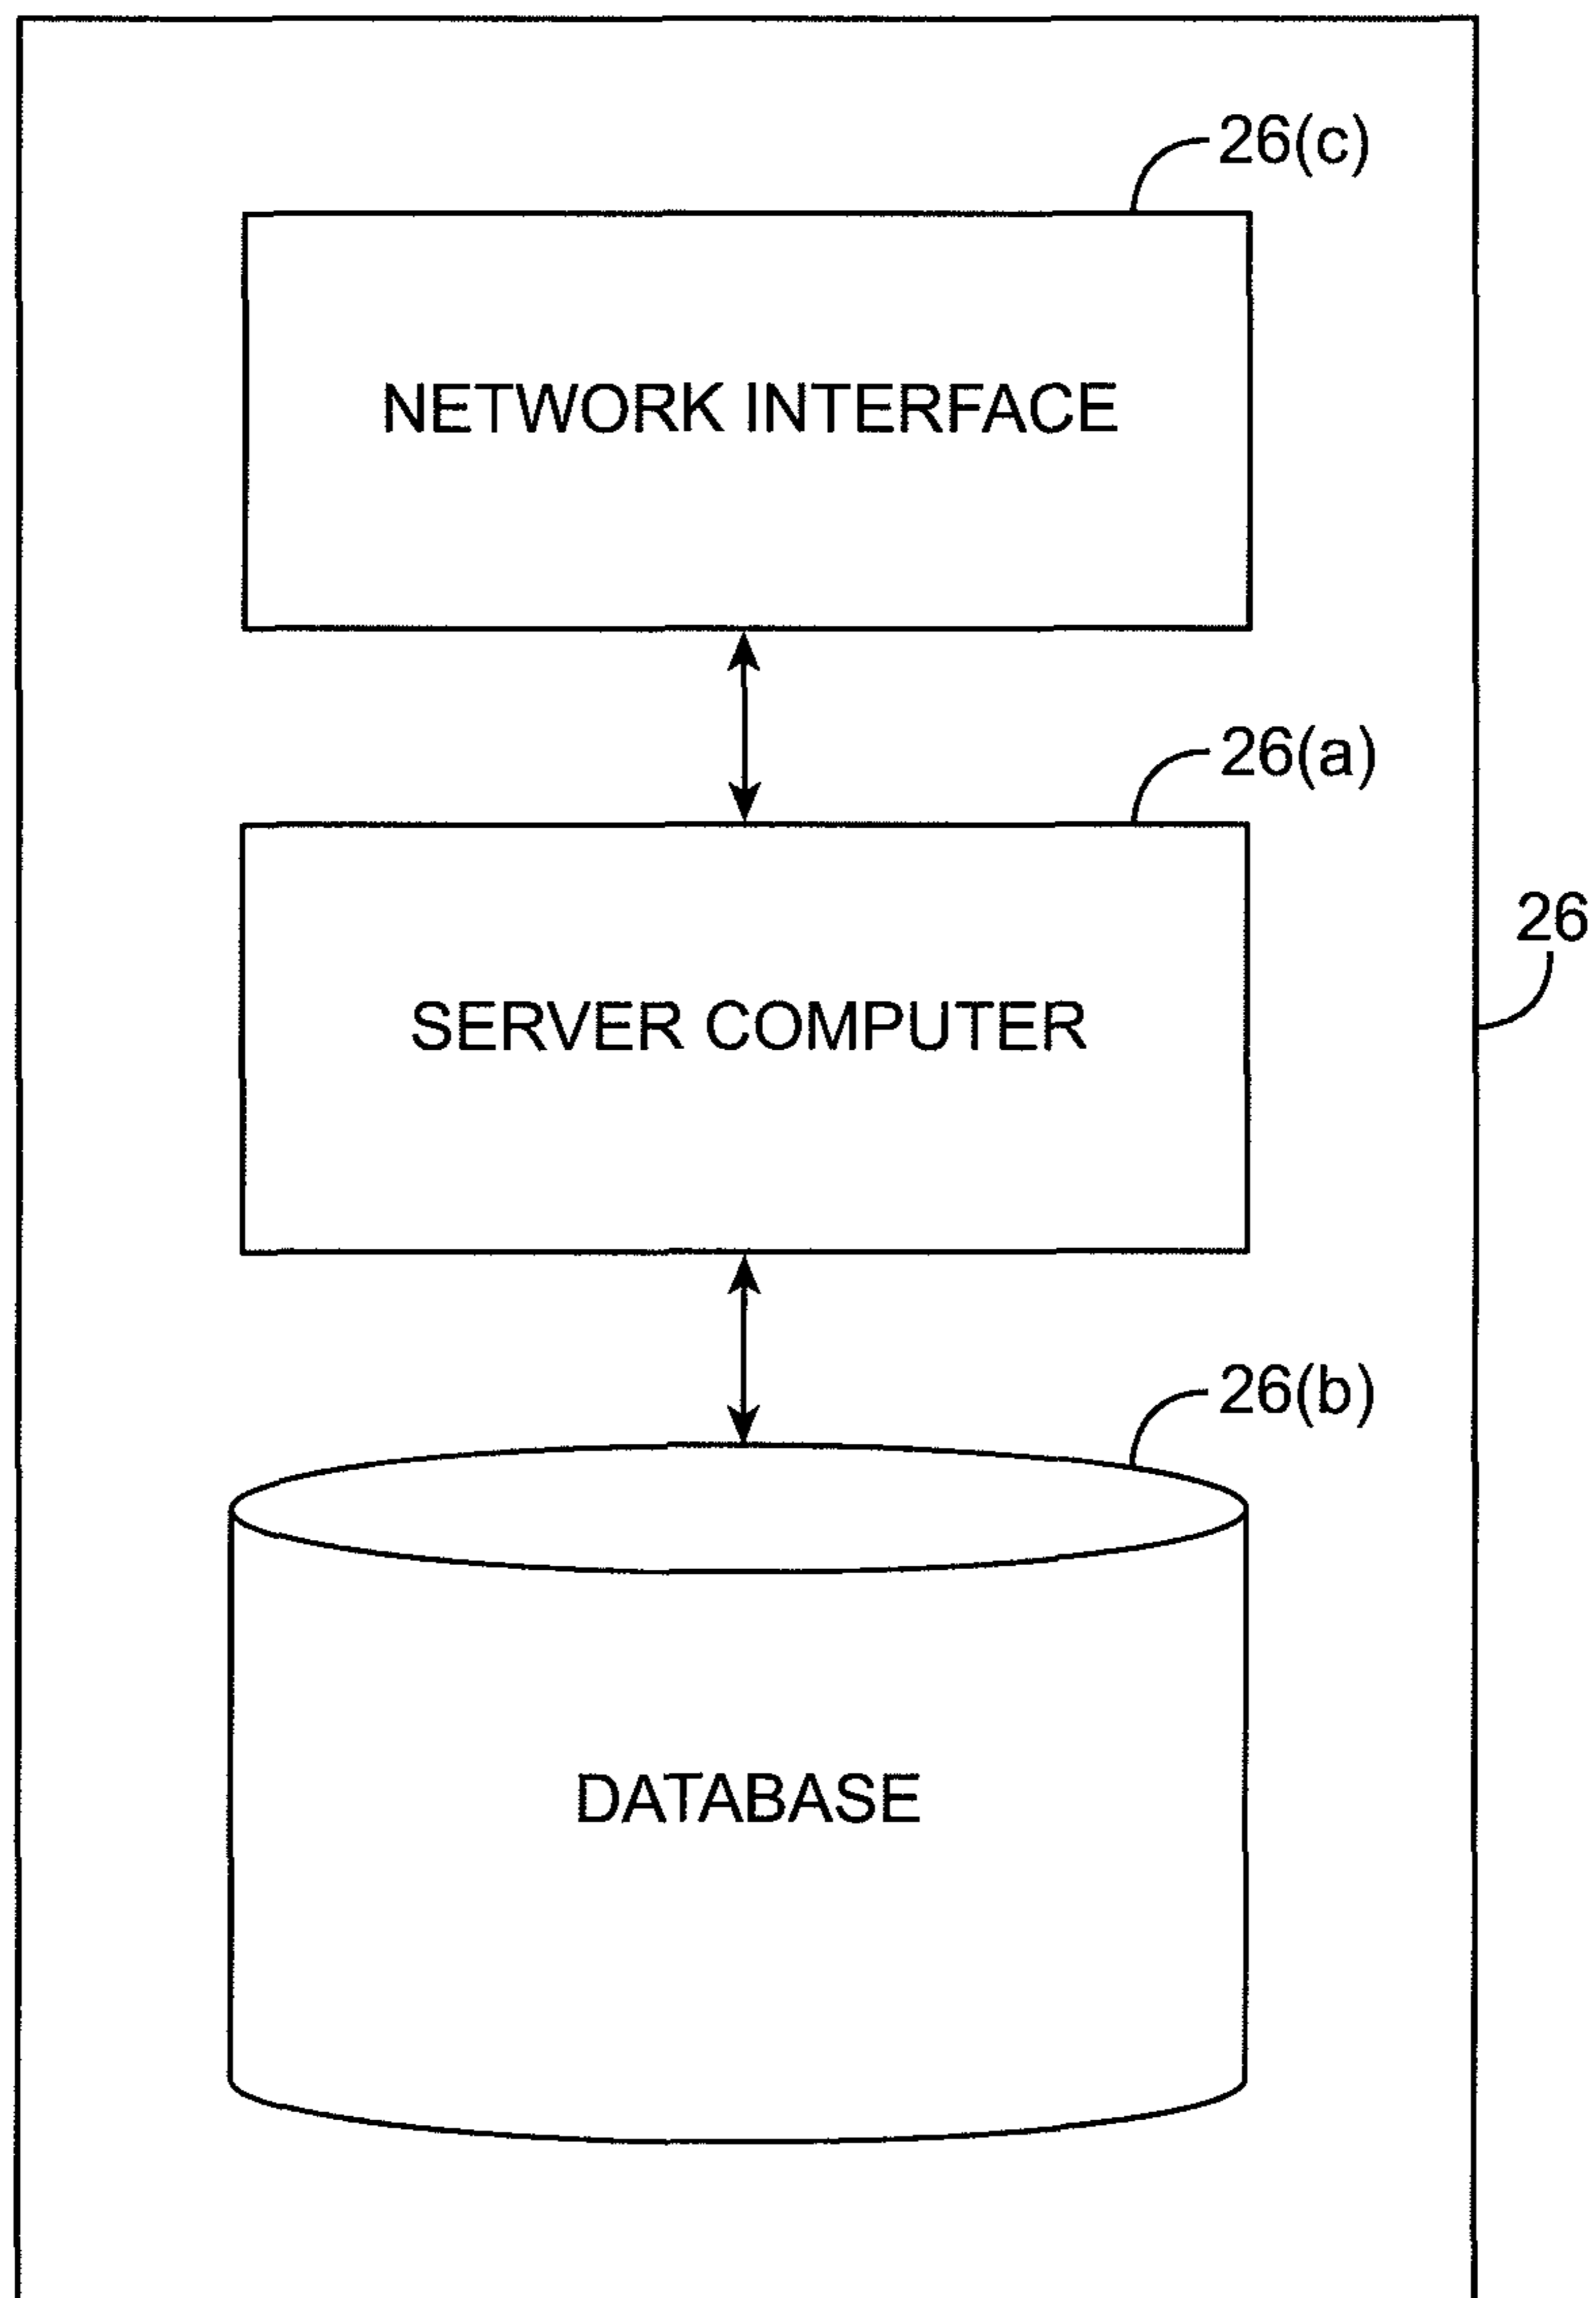 26(c)
NETWORK INTERFACE
26(a)
26
SERVER COMPUTER
26(b)
DATABASE